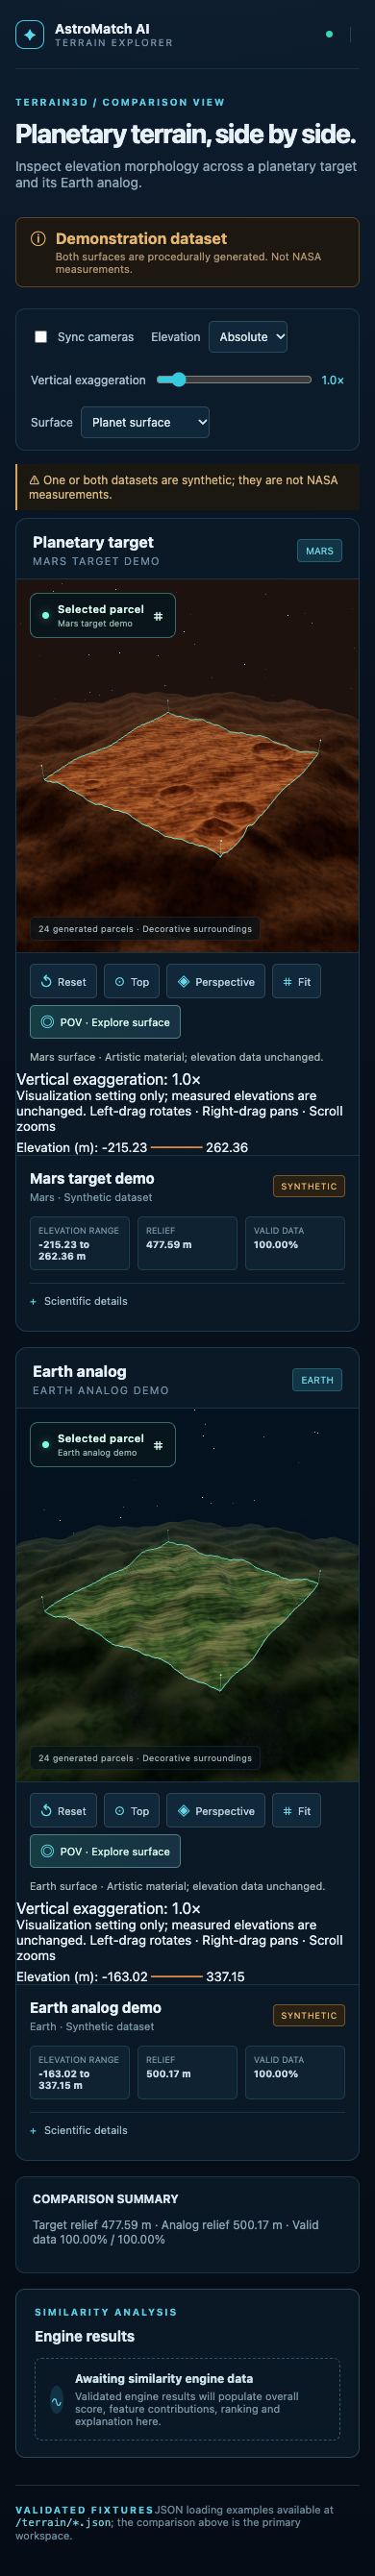 AstroMatch AI
TERRAIN EXPLORER
TERRAIN3D / COMPARISON VIEW
Planetary terrain, side by side.
Inspect elevation morphology across a planetary target
and its Earth analog.
Demonstration dataset
Both surfaces are procedurally generated. Not NASA
measurements.
Sync cameras Elevation Absolute
Vertical exaggeration 1.0×
Surface Planet surface
⚠ One or both datasets are synthetic; they are not NASA
measurements.
Planetary target
MARS TARGET DEMO
MARS
Selected parcel
Mars target demo
24 generated parcels · Decorative surroundings
Reset Top Perspective Fit
POV · Explore surface
Mars surface · Artistic material; elevation data unchanged.
Vertical exaggeration: 1.0×
Visualization setting only; measured elevations are
unchanged. Left-drag rotates · Right-drag pans · Scroll
zooms
Elevation (m): -215.23 262.36
Mars target demo
Mars · Synthetic dataset
SYNTHETIC
ELEVATION RANGE RELIEF VALID DATA
-215.23 to 477.59 m 100.00%
262.36 m
+ Scientific details
Earth analog
EARTH ANALOG DEMO
EARTH
Selected parcel
Earth analog demo
24 generated parcels · Decorative surroundings
Reset Top Perspective Fit
POV · Explore surface
Earth surface · Artistic material; elevation data unchanged.
Vertical exaggeration: 1.0×
Visualization setting only; measured elevations are
unchanged. Left-drag rotates · Right-drag pans · Scroll
zooms
Elevation (m): -163.02 337.15
Earth analog demo
Earth · Synthetic dataset
SYNTHETIC
ELEVATION RANGE RELIEF VALID DATA
-163.02 to 500.17 m 100.00%
337.15 m
+ Scientific details
COMPARISON SUMMARY
Target relief 477.59 m · Analog relief 500.17 m · Valid
data 100.00% / 100.00%
SIMILARITY ANALYSIS
Engine results
Awaiting similarity engine data
Validated engine results will populate overall
score, feature contributions, ranking and
explanation here.
VALIDATED FIXTURES JSON loading examples available at
/terrain/*.json; the comparison above is the primary
workspace.